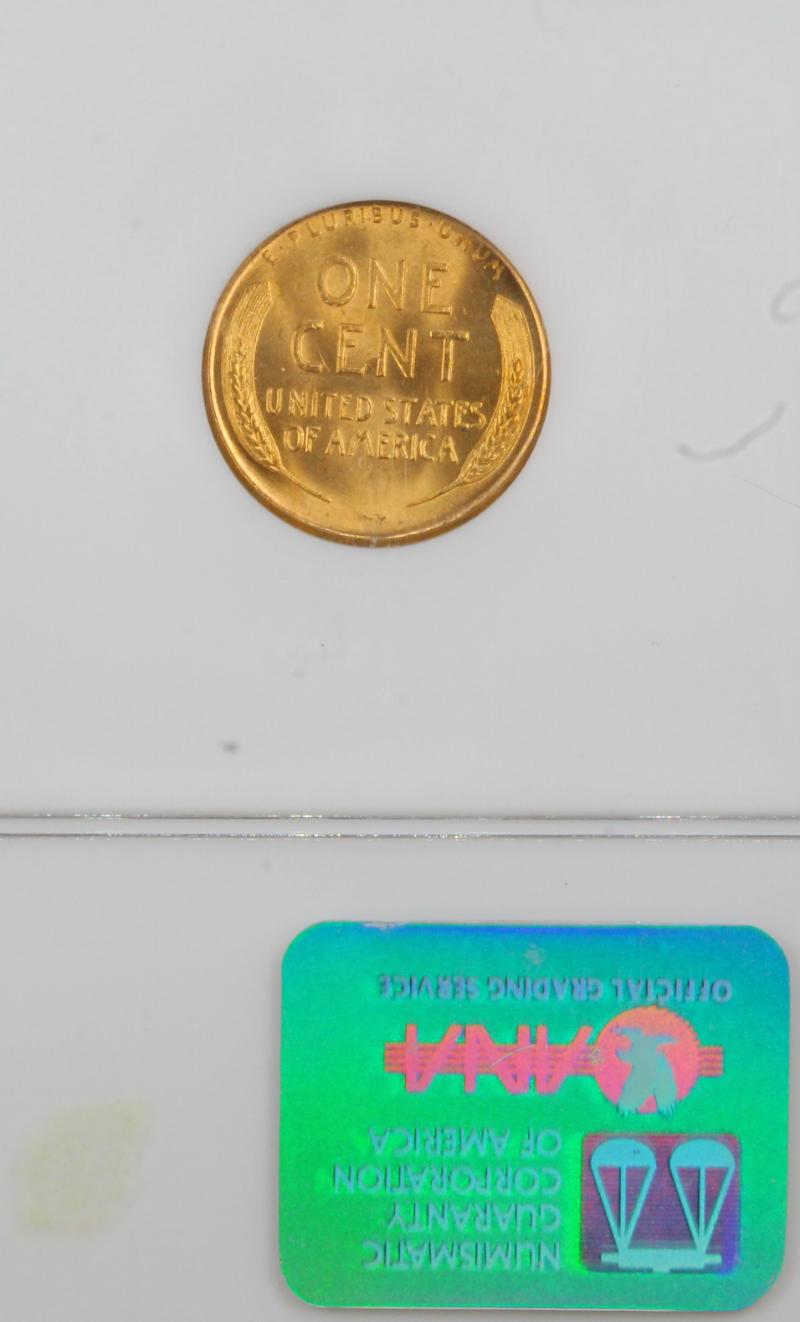 E·PLURIBUS·UNUM
ONE
CENT
UNITED STATES
OF AMERICA
NUMISMATIC
GUARANTY
CORPORATION
OF AMERICA
ANA
OFFICIAL GRADING SERVICE